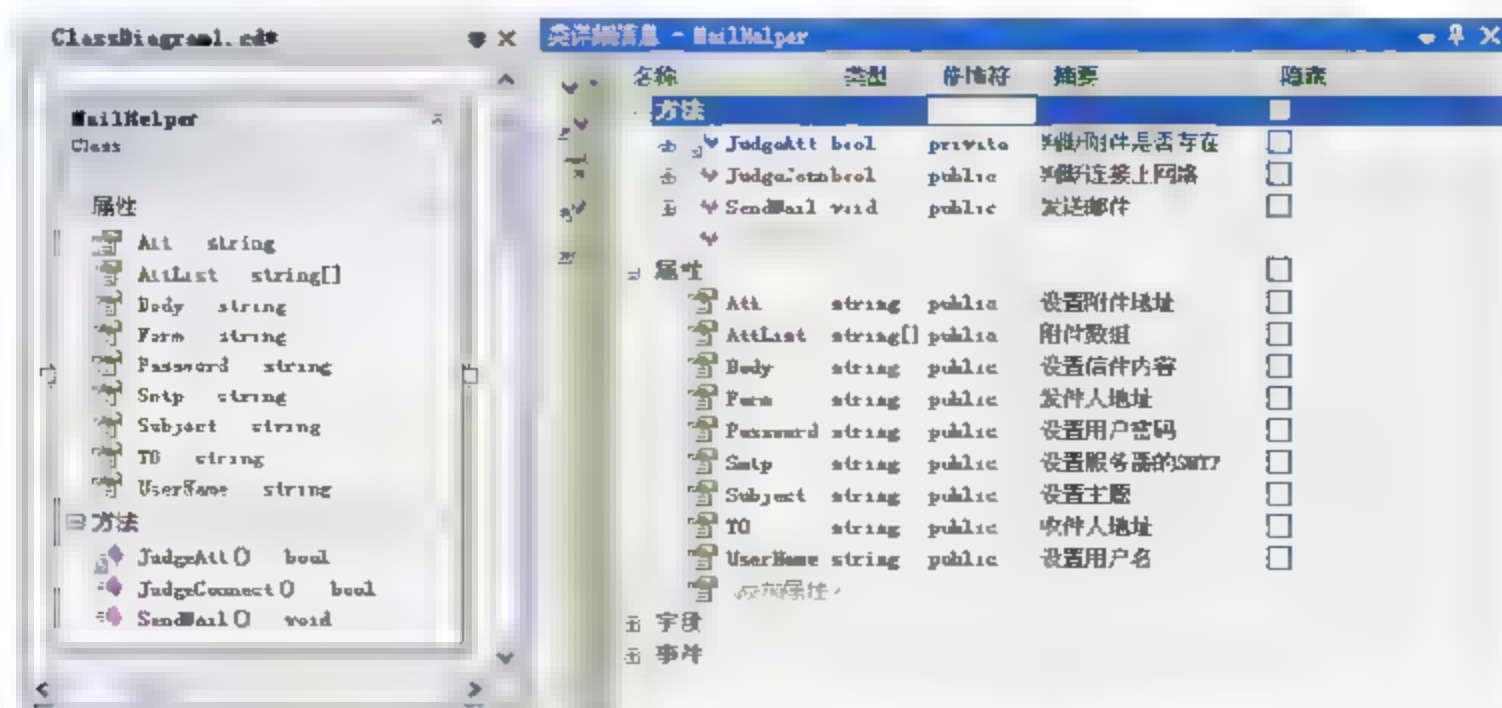 ClassDiagram1.cd*
MailHelper
Class
属性
Att string
AttList string[]
Body string
Form string
Password string
Smtp string
Subject string
TO string
UserName string
方法
JudgeAtt() bool
JudgeConnect() bool
SendMail() void
类详细信息 - MailHelper
名称 类型 修饰符 摘要 隐藏
方法
JudgeAtt bool private 判断附件是否存在
bool public 判断连接上网络
SendMail void public 发送邮件
属性
Att string public 设置附件地址
AttList string[] public 附件数组
Body string public 设置信件内容
Form string public 发件人地址
Password string public 设置用户密码
Smtp string public 设置服务器的SMTP
Subject string public 设置主题
TO string public 收件人地址
UserName string public 设置用户名
字段
事件